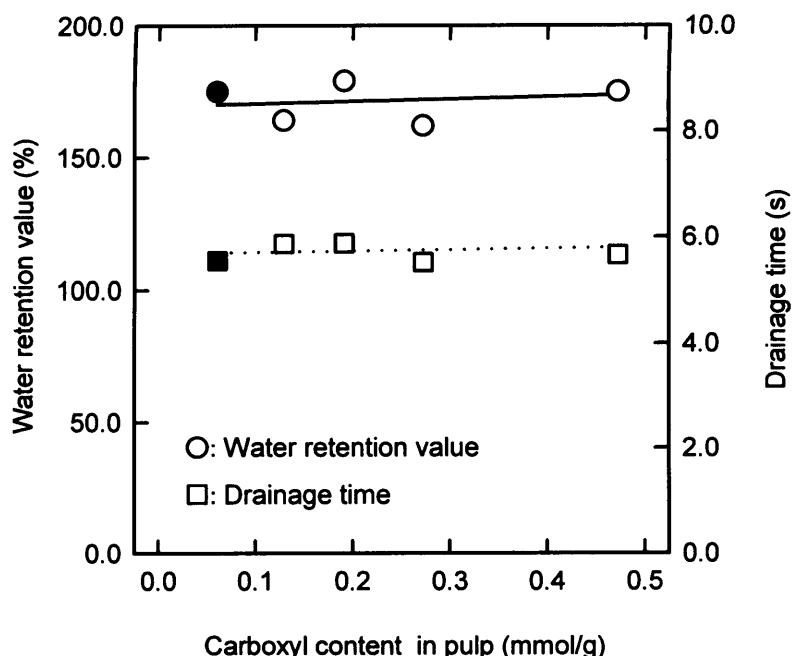 200.0
150.0
100.0
50.0
0.0
Water retention value (%)
10.0
8.0
6.0
4.0
2.0
0.0
Drainage time (s)
○: Water retention value
□: Drainage time
0.0 0.1 0.2 0.3 0.4 0.5
Carboxyl content in pulp (mmol/g)